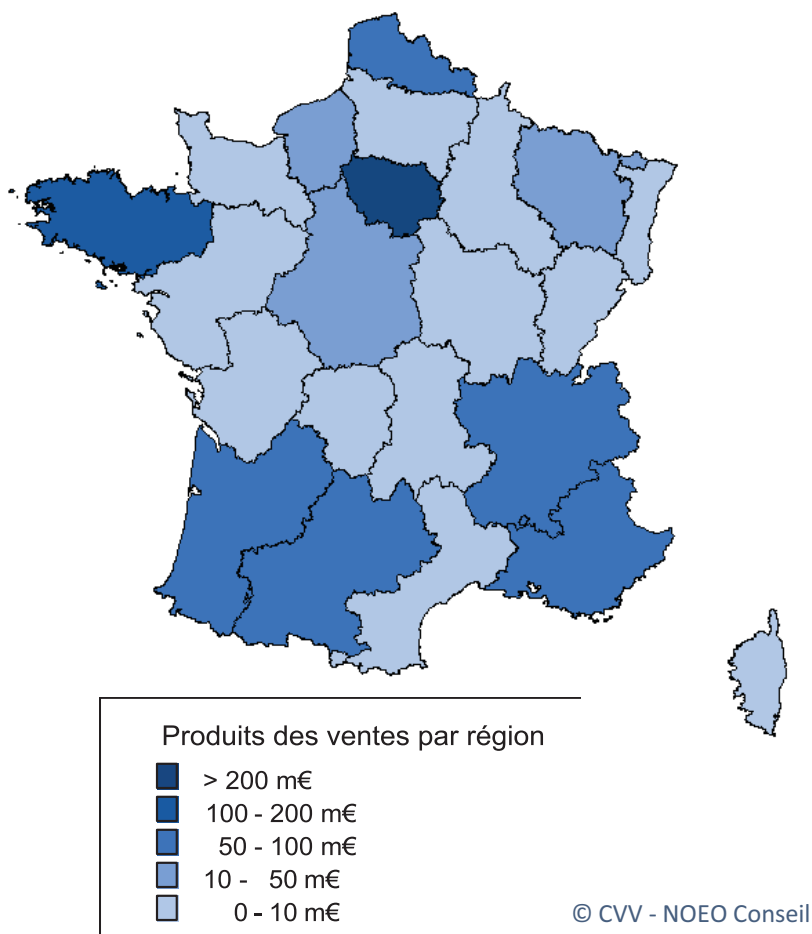 Produits des ventes par région
> 200 m€
100 - 200 m€
50 - 100 m€
10 - 50 m€
0 - 10 m€
© CVV - NOEO Conseil